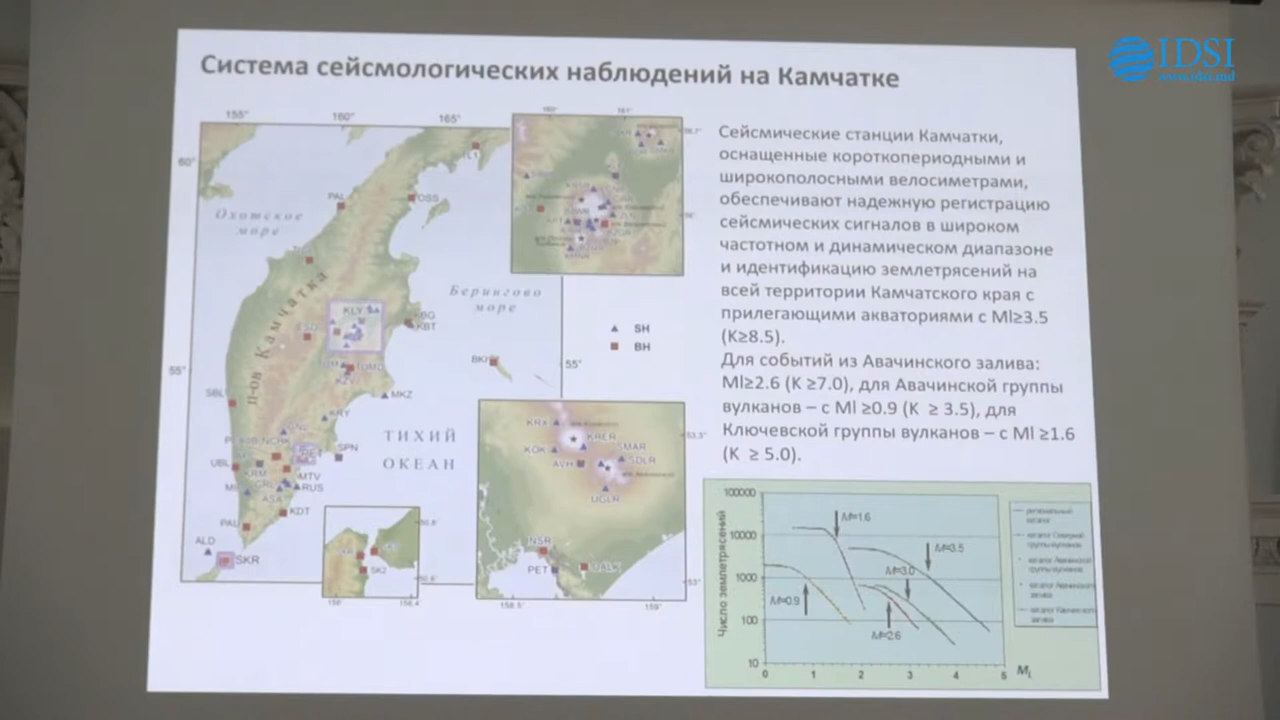 IDSI
www.idsi.md
Система сейсмологических наблюдений на Камчатке
155°
160°
165°
60°
Охотское
море
PAL
OSS
п-ов Камчатка
KLY
Берингово
море
KBG
KBT
SH
BH
BKI
55°
55°
MKZ
KRY
SBL
SPN
ТИХИЙ
ОКЕАН
UBL
KRM
MTV
RUS
ASA
KDT
PAU
ALD
SKR
SK2
KRX
KRER
KOK
SMAR
AVH
SDLR
UGLR
NSR
PET
DALK
53.3°
53°
158.5°
159°
Сейсмические станции Камчатки,
оснащенные короткопериодными и
широкополосными велосиметрами,
обеспечивают надежную регистрацию
сейсмических сигналов в широком
частотном и динамическом диапазоне
и идентификацию землетрясений на
всей территории Камчатского края с
прилегающими акваториями с Ml≥3.5
(K≥8.5).
Для событий из Авачинского залива:
Ml≥2.6 (K ≥7.0), для Авачинской группы
вулканов – с Ml ≥0.9 (K ≥ 3.5), для
Ключевской группы вулканов – с Ml ≥1.6
(K ≥ 5.0).
Число землетрясений
100000
10000
1000
100
10
0 1 2 3 4 5 ML
M=1.6
M=3.5
M=3.0
M=0.9
M=2.6
региональный
каталог